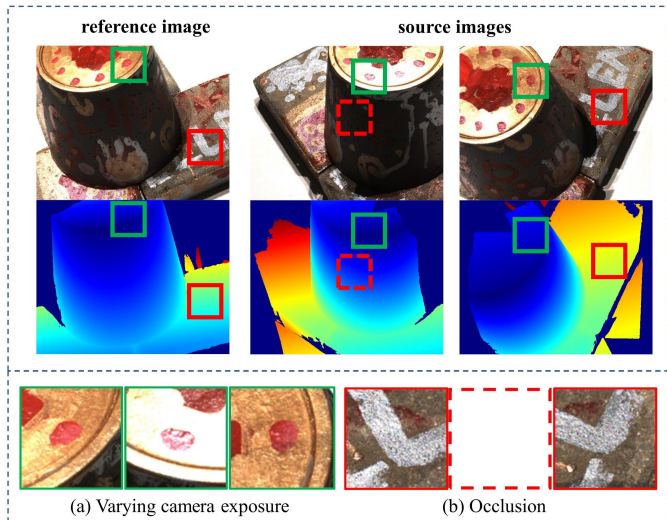 reference image
source images
(a) Varying camera exposure
(b) Occlusion